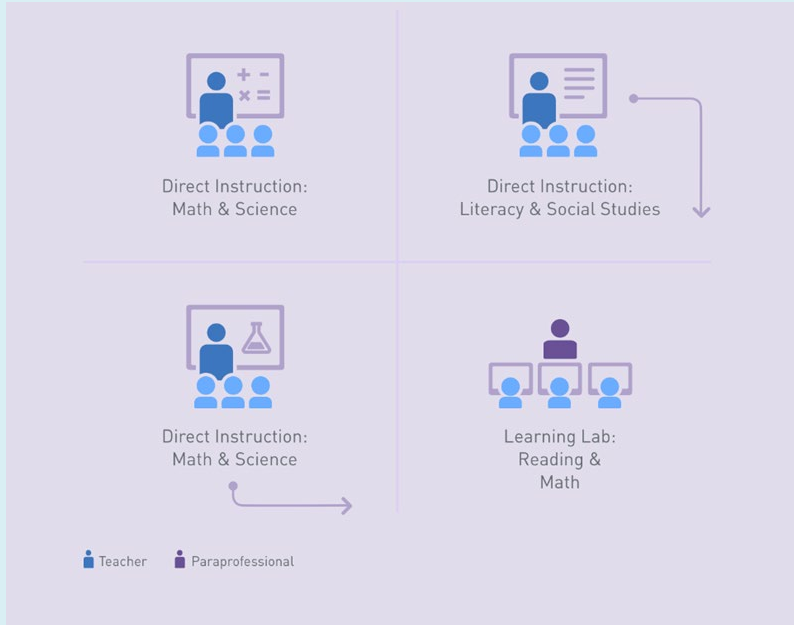 Direct Instruction:
Math & Science
Direct Instruction:
Literacy & Social Studies
Direct Instruction:
Math & Science
Learning Lab:
Reading &
Math
Teacher
Paraprofessional